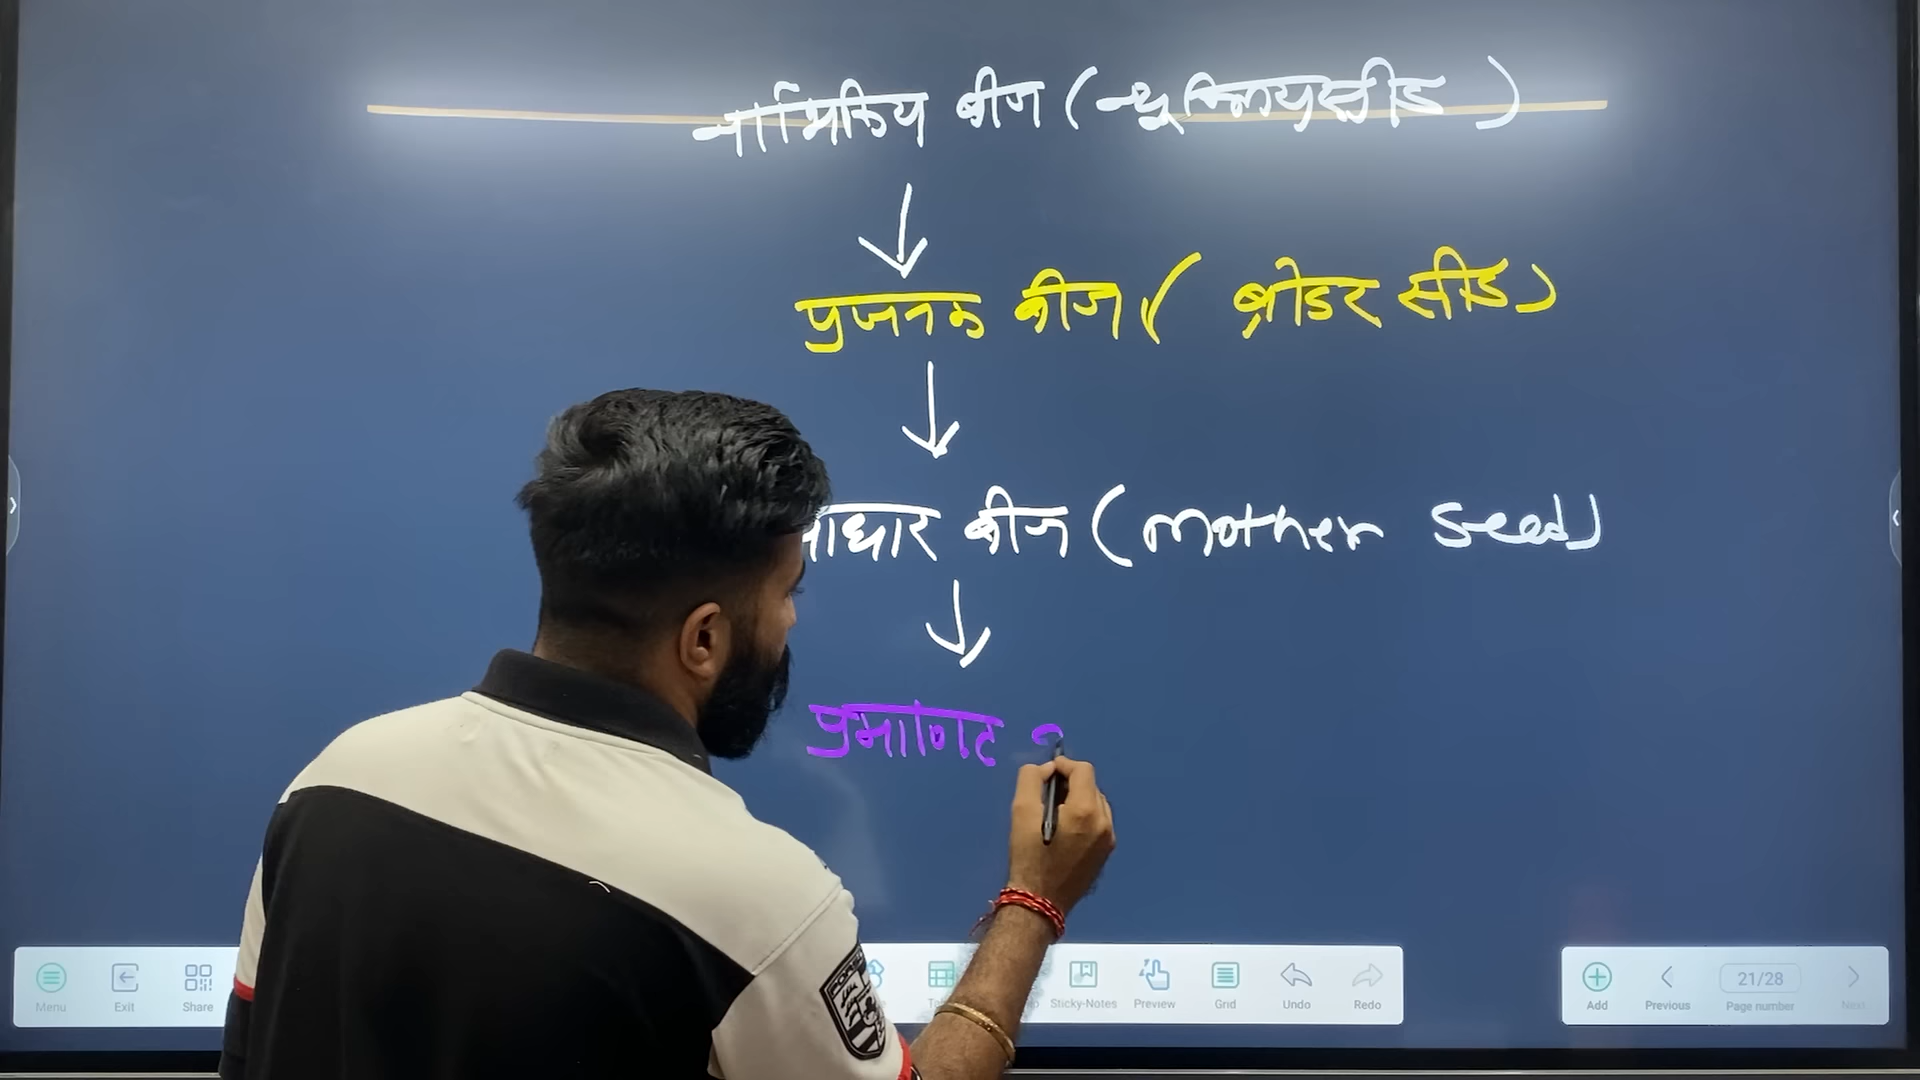 नाभिकिय बीज (न्यूक्लियसीड)
प्रजनक बीज ( ब्रीडर सीड)
आधार बीज (mother seed)
प्रमाणित
Menu
Exit
Share
Sticky-Notes
Preview
Grid
Undo
Redo
Add
Previous
21/28
Page number
Next